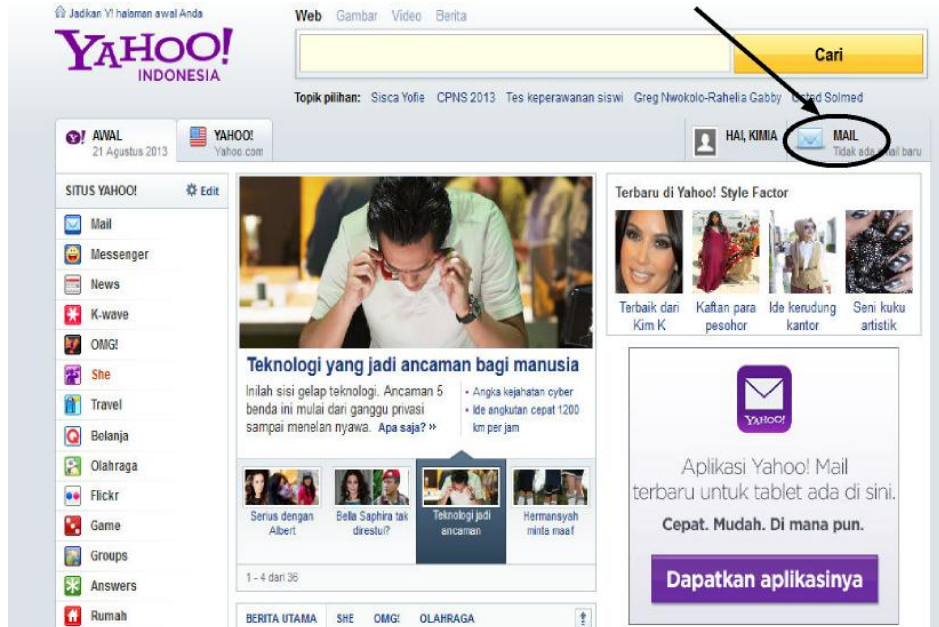 Jadikan Y! halaman awal Anda
Web Gambar Video Berita
YAHOO!
INDONESIA
Cari
Topik pilihan: Sisca Yofie CPNS 2013 Tes keperawanan siswi Greg Nwokolo-Rahelia Gabby Ustad Solmed
AWAL
21 Agustus 2013
YAHOO!
Yahoo.com
HAI, KIMIA
MAIL
Tidak ada email baru
SITUS YAHOO!
Edit
Mail
Messenger
News
K-wave
OMG!
She
Travel
Belanja
Olahraga
Flickr
Game
Groups
Answers
Rumah
Teknologi yang jadi ancaman bagi manusia
Inilah sisi gelap teknologi. Ancaman 5
benda ini mulai dari ganggu privasi
sampai menelan nyawa. Apa saja? »
• Angka kejahatan cyber
• Ide angkutan cepat 1200
km per jam
Serius dengan
Albert
Bella Saphira tak
direstui?
Teknologi jadi
ancaman
Hermansyah
minta maaf
1 - 4 dari 36
BERITA UTAMA SHE OMG! OLAHRAGA
Terbaru di Yahoo! Style Factor
Terbaik dari
Kim K
Kaftan para
pesohor
Ide kerudung
kantor
Seni kuku
artistik
YAHOO!
Aplikasi Yahoo! Mail
terbaru untuk tablet ada di sini.
Cepat. Mudah. Di mana pun.
Dapatkan aplikasinya